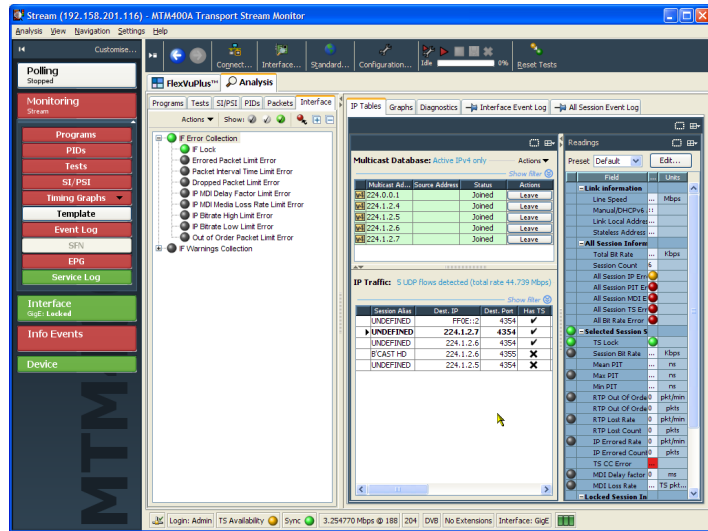 Stream (192.158.201.116) - MTM400A Transport Stream Monitor
Analysis View Navigation Settings Help
Customise...
Polling
Stopped
Monitoring
Stream
Programs
PIDs
Tests
SI/PSI
Timing Graphs
Template
Event Log
SFN
EPG
Service Log
Interface
GigE: Locked
Info Events
Device
MTM4
Connect...
Interface...
Standard...
Configuration...
Idle
0%
Reset Tests
FlexVuPlus™
Analysis
Programs Tests SI/PSI PIDs Packets Interface
Actions Show:
IF Error Collection
IF Lock
Errored Packet Limit Error
Packet Interval Time Limit Error
Dropped Packet Limit Error
IP MDI Delay Factor Limit Error
IP MDI Media Loss Rate Limit Error
IP Bitrate High Limit Error
IP Bitrate Low Limit Error
Out of Order Packet Limit Error
IF Warnings Collection
IP Tables Graphs Diagnostics Interface Event Log All Session Event Log
Multicast Database: Active IPv4 only Actions
Show filter
Multicast Ad... Source Address Status Actions
224.0.0.1 Joined Leave
224.1.2.4 Joined Leave
224.1.2.5 Joined Leave
224.1.2.6 Joined Leave
224.1.2.7 Joined Leave
IP Traffic: 5 UDP flows detected (total rate 44.739 Mbps)
Show filter
Session Alias Dest. IP Dest. Port Has TS
UNDEFINED FF0E::2 4354 ✔
UNDEFINED 224.1.2.7 4354 ✔
UNDEFINED 224.1.2.6 4354 ✔
B'CAST HD 224.1.2.6 4355 ✖
UNDEFINED 224.1.2.5 4354 ✖
Readings
Preset Default Edit...
Field ... Units
Link information
Line Speed ... Mbps
Manual/DHCPv6 ::
Link Local Addres...
Stateless Address ...
All Session Inform
Total Bit Rate ... Kbps
Session Count 6
All Session IP Err
All Session PIT Er
All Session MDI E
All Session TS Err
All Bit Rate Error
Selected Session S
TS Lock
Session Bit Rate ... Kbps
Mean PIT ... ns
Max PIT ... ns
Min PIT ... ns
RTP Out Of Orde 0 pkt/min
RTP Out Of Orde 0 pkts
RTP Lost Rate 0 pkt/min
RTP Lost Count 0 pkts
IP Errored Rate 0 pkt/min
IP Errored Count 0 pkts
TS CC Error ...
MDI Delay factor 0 ms
MDI Loss Rate ... TS pkt...
Locked Session In
Login: Admin TS Availability Sync 3.254770 Mbps @ 188 204 DVB No Extensions Interface: GigE